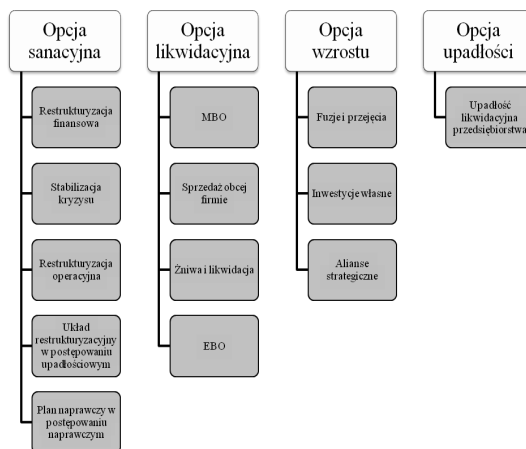 Opcja
sanacyjna
Restrukturyzacja
finansowa
Stabilizacja
kryzysu
Restrukturyzacja
operacyjna
Układ
restrukturyzacyjny
w postępowaniu
upadłościowym
Plan naprawczy w
postępowaniu
naprawczym
Opcja
likwidacyjna
MBO
Sprzedaż obcej
firmie
Żniwa i likwidacja
EBO
Opcja
wzrostu
Fuzje i przejęcia
Inwestycje własne
Alianse
strategiczne
Opcja
upadłości
Upadłość
likwidacyjna
przedsiębiorstwa